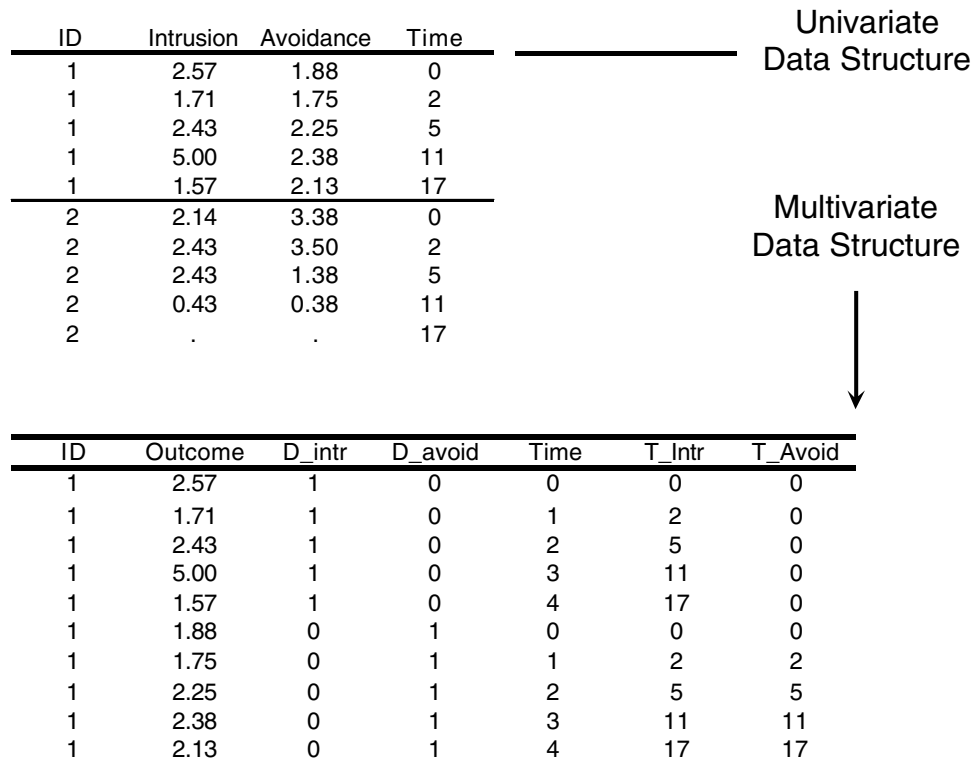 ID Intrusion Avoidance Time
1 2.57 1.88 0
1 1.71 1.75 2
1 2.43 2.25 5
1 5.00 2.38 11
1 1.57 2.13 17
2 2.14 3.38 0
2 2.43 3.50 2
2 2.43 1.38 5
2 0.43 0.38 11
2 . . 17
Univariate
Data Structure
Multivariate
Data Structure
ID Outcome D_intr D_avoid Time T_Intr T_Avoid
1 2.57 1 0 0 0 0
1 1.71 1 0 1 2 0
1 2.43 1 0 2 5 0
1 5.00 1 0 3 11 0
1 1.57 1 0 4 17 0
1 1.88 0 1 0 0 0
1 1.75 0 1 1 2 2
1 2.25 0 1 2 5 5
1 2.38 0 1 3 11 11
1 2.13 0 1 4 17 17